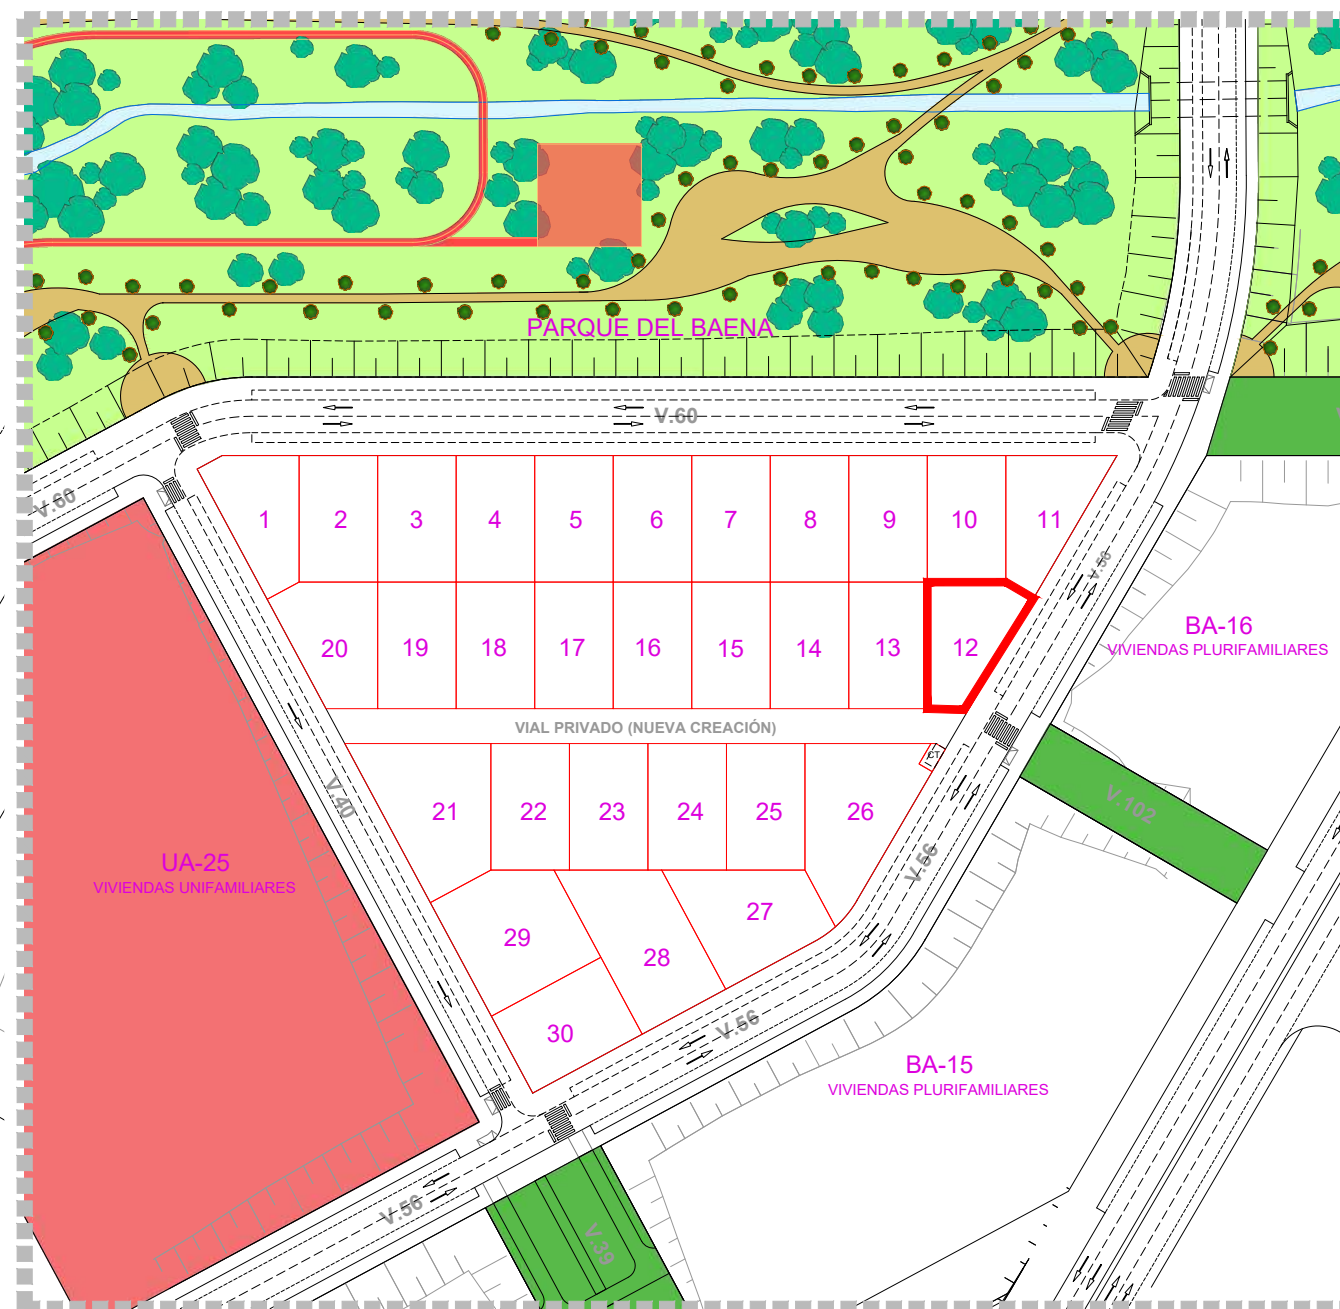 PARQUE DEL BAENA
V.60
V.60
1
2
3
4
5
6
7
8
9
10
11
V.56
20
19
18
17
16
15
14
13
12
BA-16
VIVIENDAS PLURIFAMILIARES
VIAL PRIVADO (NUEVA CREACIÓN)
CT
V.40
21
22
23
24
25
26
V.102
UA-25
VIVIENDAS UNIFAMILIARES
V.56
29
28
27
30
V.56
BA-15
VIVIENDAS PLURIFAMILIARES
V.56
V.39